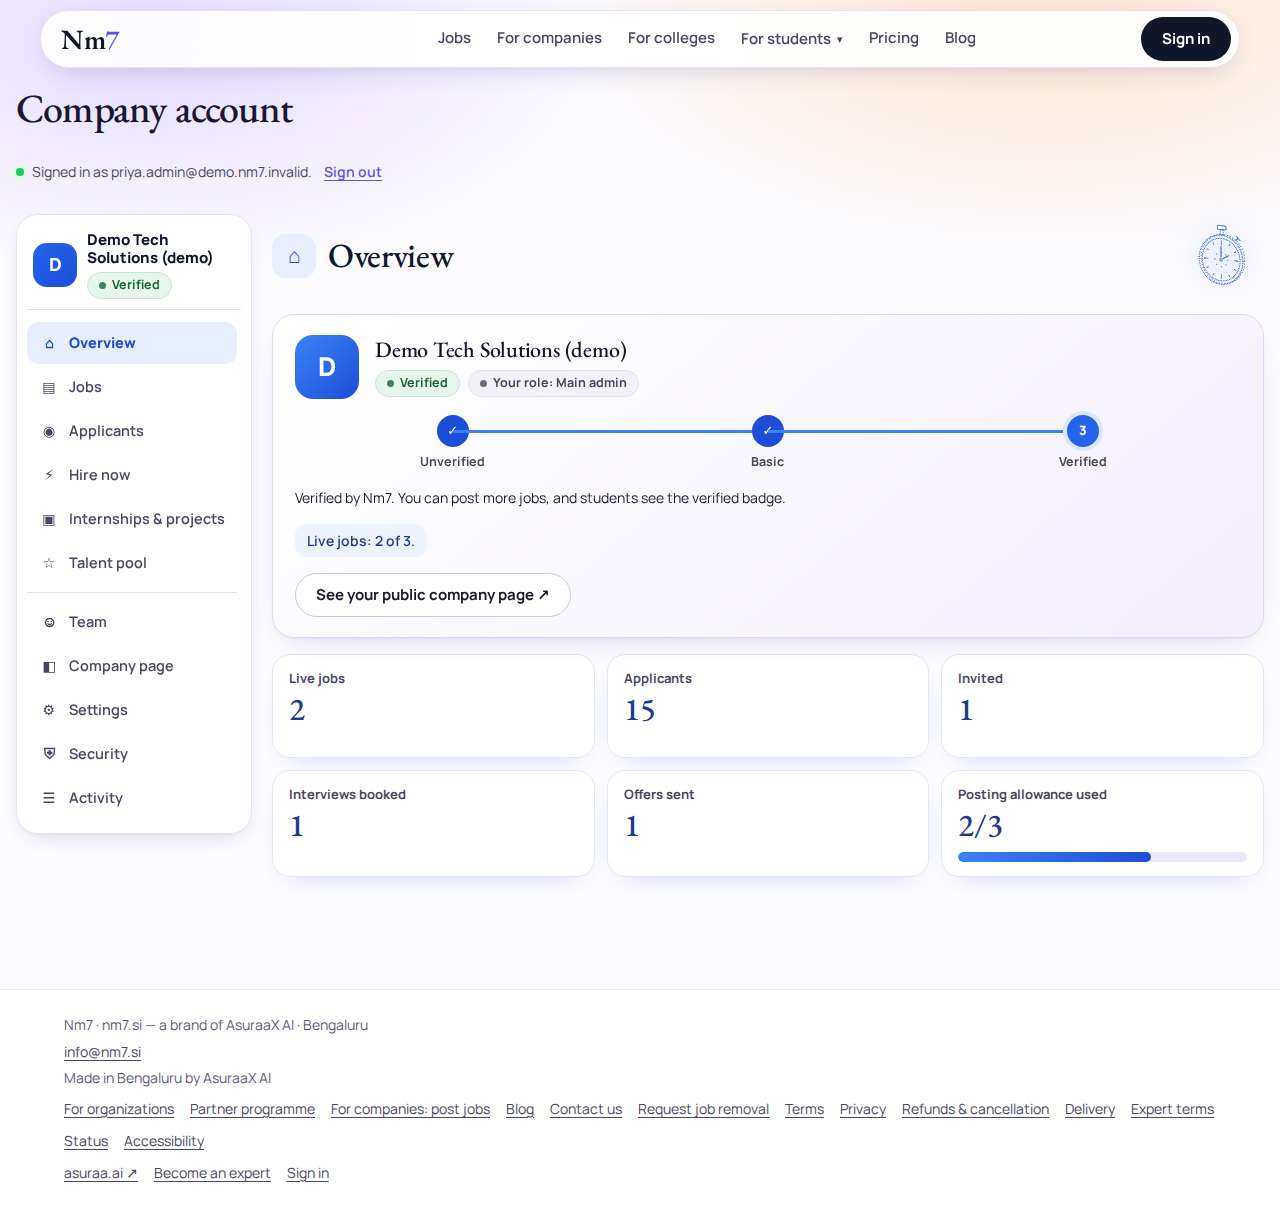 Nm7
Jobs For companies For colleges For students ▾ Pricing Blog
Sign in
Company account
Signed in as priya.admin@demo.nm7.invalid. Sign out
D
Demo Tech
Solutions (demo)
Verified
Overview
Jobs
Applicants
Hire now
Internships & projects
Talent pool
Team
Company page
Settings
Security
Activity
Overview
D
Demo Tech Solutions (demo)
Verified
Your role: Main admin
✓ ✓ 3
Unverified Basic Verified
Verified by Nm7. You can post more jobs, and students see the verified badge.
Live jobs: 2 of 3.
See your public company page ↗
Live jobs
2
Applicants
15
Invited
1
Interviews booked
1
Offers sent
1
Posting allowance used
2/3
Nm7 · nm7.si — a brand of AsuraaX AI · Bengaluru
info@nm7.si
Made in Bengaluru by AsuraaX AI
For organizations Partner programme For companies: post jobs Blog Contact us Request job removal Terms Privacy Refunds & cancellation Delivery Expert terms
Status Accessibility
asuraa.ai ↗ Become an expert Sign in